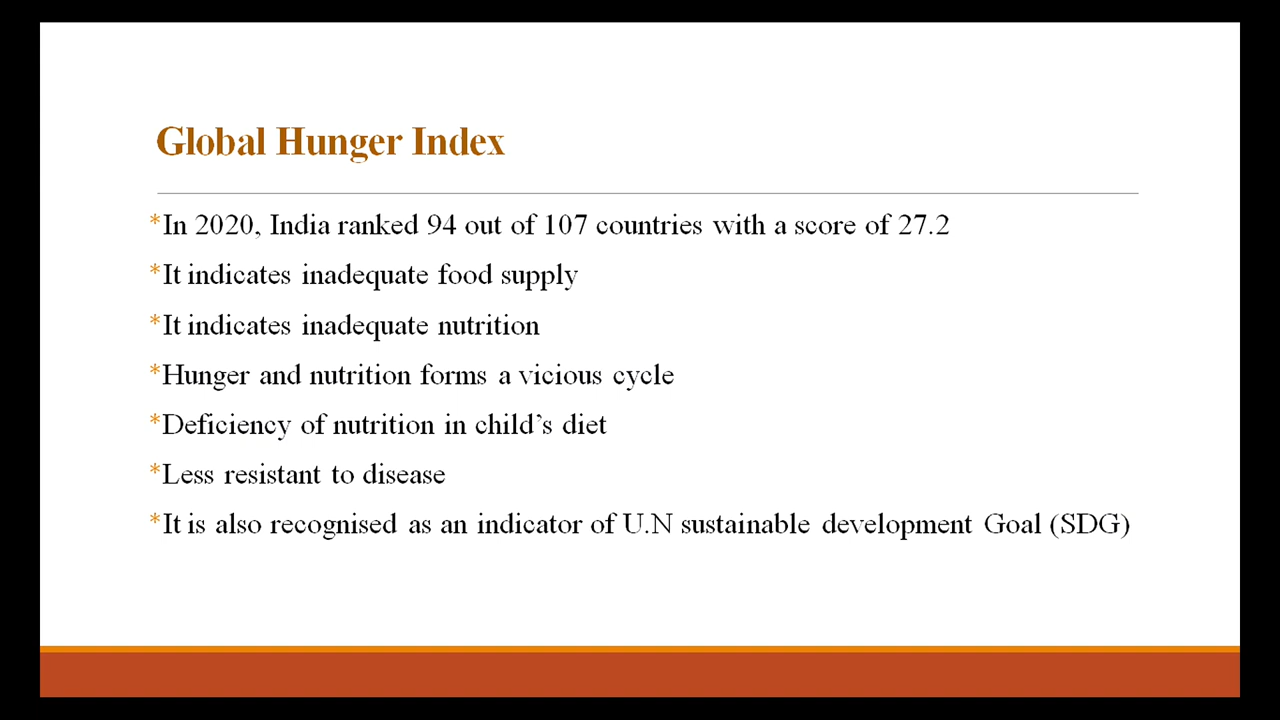 Global Hunger Index
*In 2020, India ranked 94 out of 107 countries with a score of 27.2
*It indicates inadequate food supply
*It indicates inadequate nutrition
*Hunger and nutrition forms a vicious cycle
*Deficiency of nutrition in child’s diet
*Less resistant to disease
*It is also recognised as an indicator of U.N sustainable development Goal (SDG)